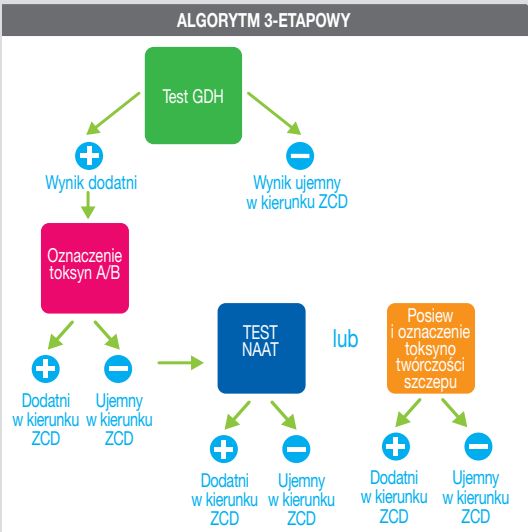 ALGORYTM 3-ETAPOWY
Test GDH
Wynik dodatni
Wynik ujemny
w kierunku ZCD
Oznaczenie
toksyn A/B
Dodatni
w kierunku
ZCD
Ujemny
w kierunku
ZCD
TEST
NAAT
lub
Posiew
i oznaczenie
toksyno
twórczości
szczepu
Dodatni
w kierunku
ZCD
Ujemny
w kierunku
ZCD
Dodatni
w kierunku
ZCD
Ujemny
w kierunku
ZCD